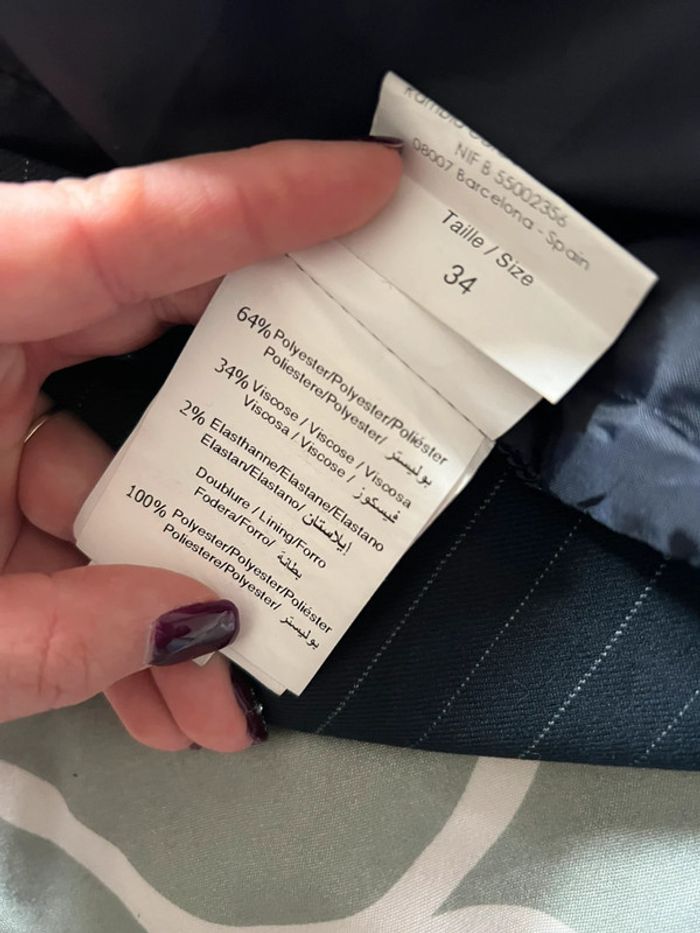 NIF B 55002356
08007 Barcelona - Spain
Taille / Size
34
64% Polyester/Polyester/Poliéster
Poliestere/Polyester/ بوليستر
34% Viscose / Viscose / Viscosa
Viscosa / Viscose / فيسكوز
2% Elasthanne/Elastane/Elastano
Elastan/Elastano/ إيلاستان
Doublure / Lining/Forro
Fodera/Forro/ بطانة
100% Polyester/Polyester/Poliéster
Poliestere/Polyester/ بوليستر